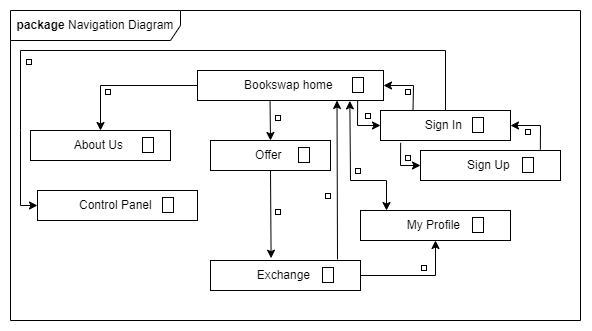 package Navigation Diagram
Bookswap home
Sign In
About Us
Offer
Sign Up
Control Panel
My Profile
Exchange